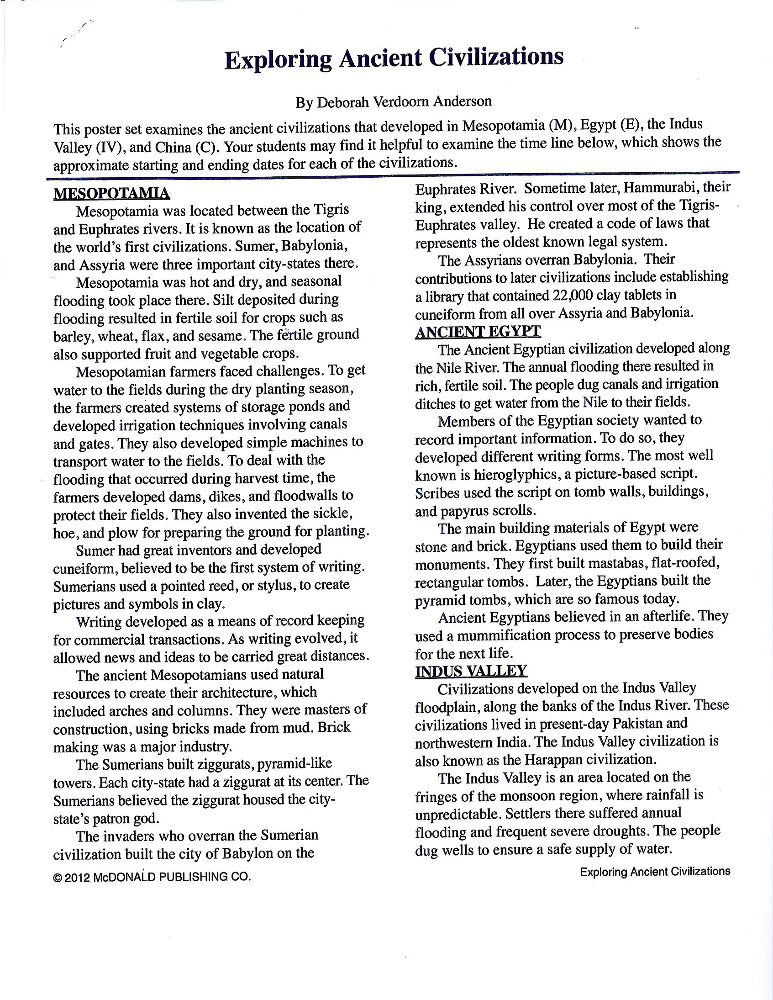 Exploring Ancient Civilizations
By Deborah Verdoorn Anderson
This poster set examines the ancient civilizations that developed in Mesopotamia (M), Egypt (E), the Indus
Valley (IV), and China (C). Your students may find it helpful to examine the time line below, which shows the
approximate starting and ending dates for each of the civilizations.
MESOPOTAMIA
Mesopotamia was located between the Tigris
and Euphrates rivers. It is known as the location of
the world's first civilizations. Sumer, Babylonia,
and Assyria were three important city-states there.
Mesopotamia was hot and dry, and seasonal
flooding took place there. Silt deposited during
flooding resulted in fertile soil for crops such as
barley, wheat, flax, and sesame. The fertile ground
also supported fruit and vegetable crops.
Mesopotamian farmers faced challenges. To get
water to the fields during the dry planting season,
the farmers created systems of storage ponds and
developed irrigation techniques involving canals
and gates. They also developed simple machines to
transport water to the fields. To deal with the
flooding that occurred during harvest time, the
farmers developed dams, dikes, and floodwalls to
protect their fields. They also invented the sickle,
hoe, and plow for preparing the ground for planting.
Sumer had great inventors and developed
cuneiform, believed to be the first system of writing.
Sumerians used a pointed reed, or stylus, to create
pictures and symbols in clay.
Writing developed as a means of record keeping
for commercial transactions. As writing evolved, it
allowed news and ideas to be carried great distances.
The ancient Mesopotamians used natural
resources to create their architecture, which
included arches and columns. They were masters of
construction, using bricks made from mud. Brick
making was a major industry.
The Sumerians built ziggurats, pyramid-like
towers. Each city-state had a ziggurat at its center. The
Sumerians believed the ziggurat housed the city-
state's patron god.
The invaders who overran the Sumerian
civilization built the city of Babylon on the
Euphrates River. Sometime later, Hammurabi, their
king, extended his control over most of the Tigris-
Euphrates valley. He created a code of laws that
represents the oldest known legal system.
The Assyrians overran Babylonia. Their
contributions to later civilizations include establishing
a library that contained 22,000 clay tablets in
cuneiform from all over Assyria and Babylonia.
ANCIENT EGYPT
The Ancient Egyptian civilization developed along
the Nile River. The annual flooding there resulted in
rich, fertile soil. The people dug canals and irrigation
ditches to get water from the Nile to their fields.
Members of the Egyptian society wanted to
record important information. To do so, they
developed different writing forms. The most well
known is hieroglyphics, a picture-based script.
Scribes used the script on tomb walls, buildings,
and papyrus scrolls.
The main building materials of Egypt were
stone and brick. Egyptians used them to build their
monuments. They first built mastabas, flat-roofed,
rectangular tombs. Later, the Egyptians built the
pyramid tombs, which are so famous today.
Ancient Egyptians believed in an afterlife. They
used a mummification process to preserve bodies
for the next life.
INDUS VALLEY
Civilizations developed on the Indus Valley
floodplain, along the banks of the Indus River. These
civilizations lived in present-day Pakistan and
northwestern India. The Indus Valley civilization is
also known as the Harappan civilization.
The Indus Valley is an area located on the
fringes of the monsoon region, where rainfall is
unpredictable. Settlers there suffered annual
flooding and frequent severe droughts. The people
dug wells to ensure a safe supply of water.
© 2012 McDONALD PUBLISHING CO.
Exploring Ancient Civilizations